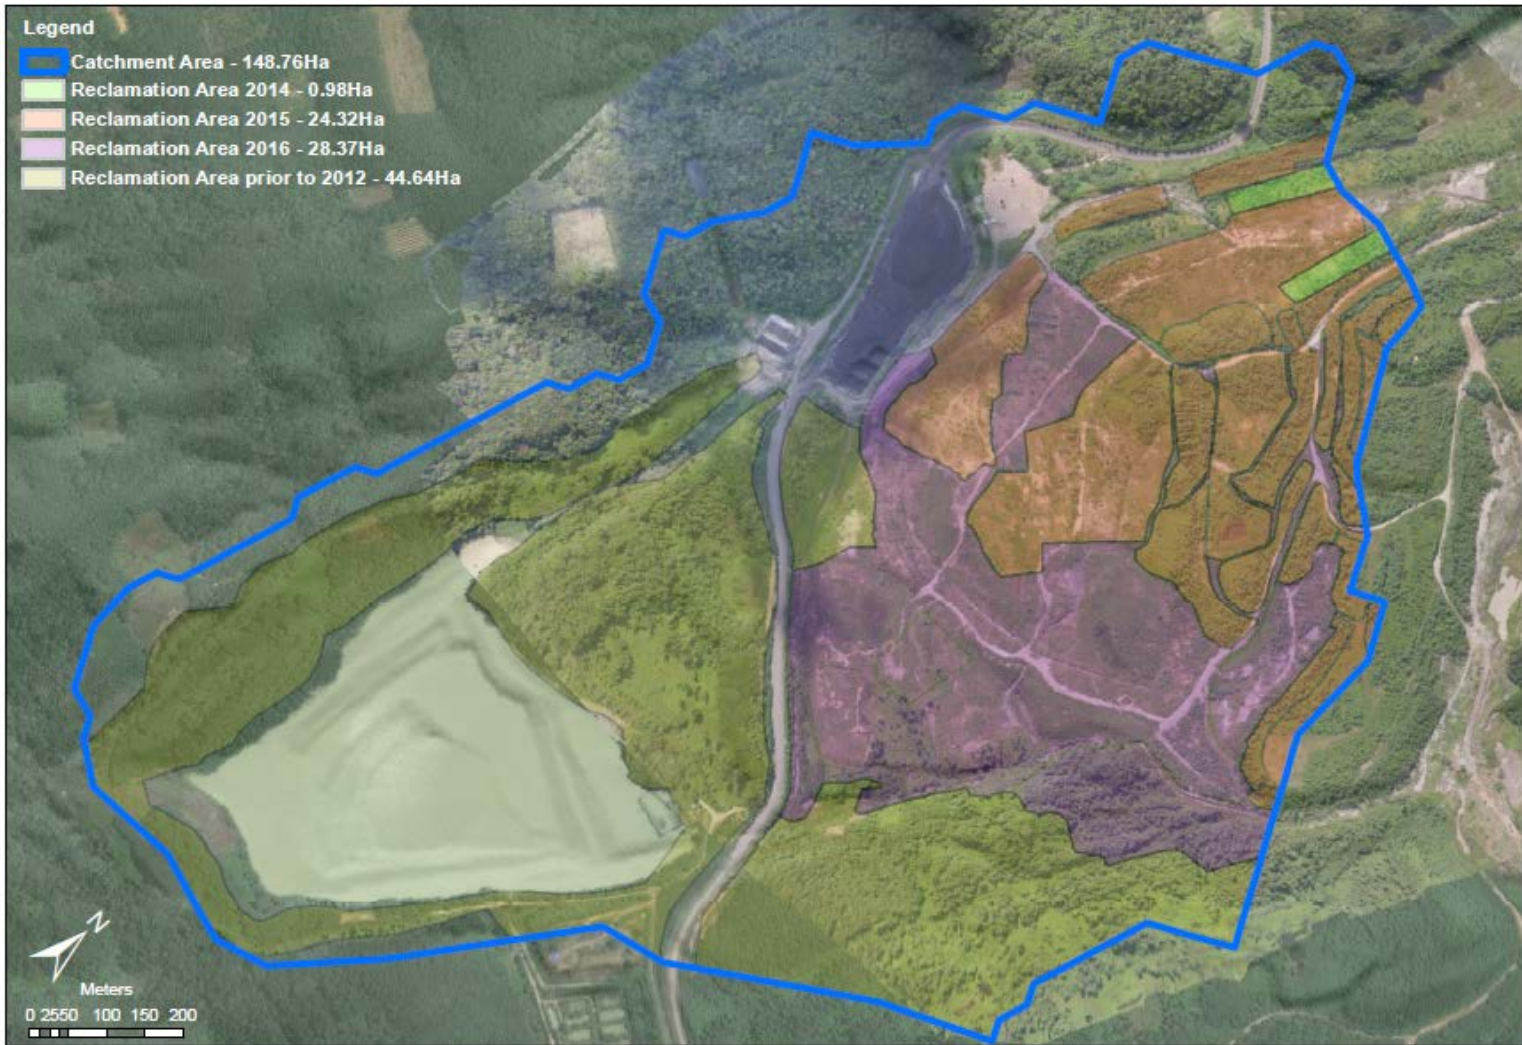 Legend
Catchment Area - 148.76Ha
Reclamation Area 2014 - 0.98Ha
Reclamation Area 2015 - 24.32Ha
Reclamation Area 2016 - 28.37Ha
Reclamation Area prior to 2012 - 44.64Ha
N
Meters
0 2550 100 150 200